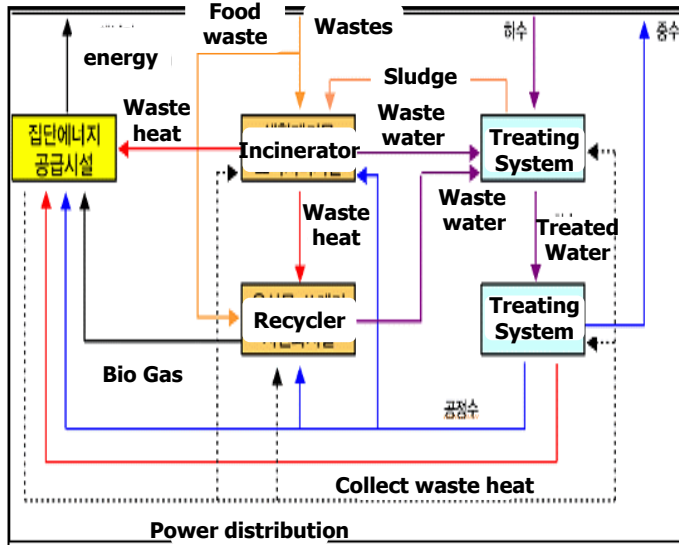 Food
waste
Wastes
하수
중수
energy
Sludge
Waste
heat
Waste
water
집단에너지
공급시설
Incinerator
Treating
System
Waste
heat
Waste
water
Treated
Water
Recycler
Treating
System
Bio Gas
공정수
Collect waste heat
Power distribution